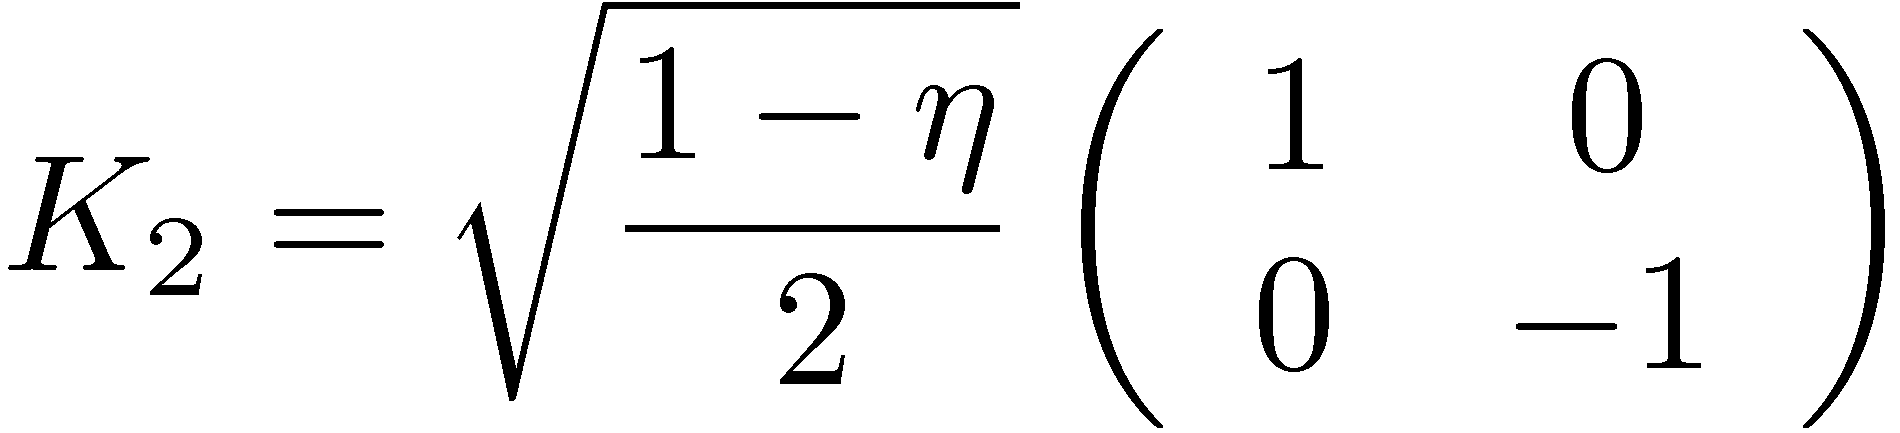 K_2 = \sqrt{\frac{1-\eta}{2}} \left( \begin{array}{cc} 1 & 0 \\ 0 & -1 \end{array} \right)